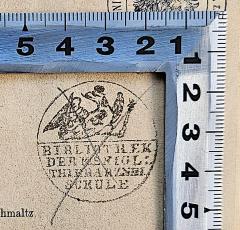 5 4 3 2 1
1
2
3
4
5
BIBLIOTHEK
DER KÖNIGL:
THIERARZNEI
SCHULE
hmaltz